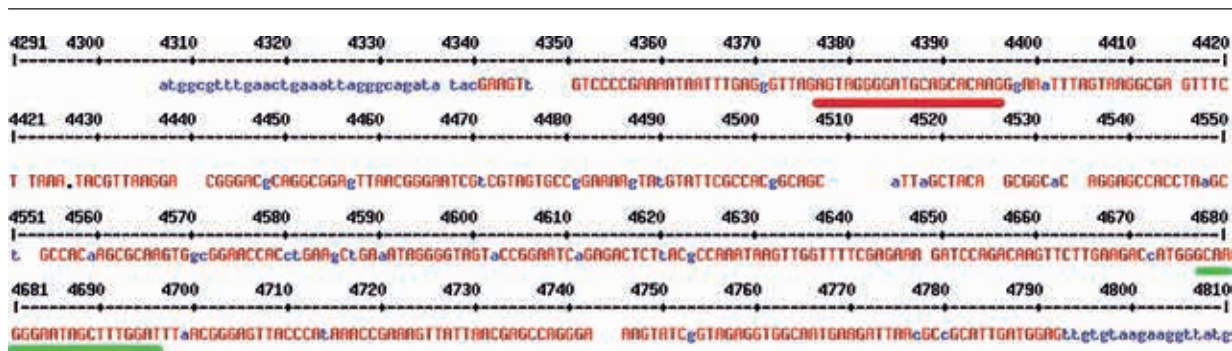 4291 4300 4310 4320 4330 4340 4350 4360 4370 4380 4390 4400 4410 4420
atggcgtttgaactgaaattagggcagata tacGAAGTt GTCCCCGAAAATAATTTGAGgGTTAGAGTAGGGGATGCAGCACAAGGgAAaTTTAGTAAGGCGA GTTTC
4421 4430 4440 4450 4460 4470 4480 4490 4500 4510 4520 4530 4540 4550
T TAAA.TACGTTAAGGA CGGGACgCAGGCGGAgTTAACGGGAATCGtCGTAGTGCCgGAAAAgTAtGTATTCGCCACgGCAGC aTTaGCTACA GCGGCaC AGGAGCCACCTAaGC
4551 4560 4570 4580 4590 4600 4610 4620 4630 4640 4650 4660 4670 4680
t GCCACaAGCGCAAGTGgcGGAACCACctGAAgCtGAaATAGGGGTAGTaCCGGAATCaGAGACTCTtACgCCAAATAAGTTGGTTTTCGAGAAA GATCCAGACAAGTTCTTGAAGACcATGGGCAA
4681 4690 4700 4710 4720 4730 4740 4750 4760 4770 4780 4790 4800 4810
GGGAATAGCTTTGGATTTaACGGGAGTTACCCAtAAACCGAAAGTTATTAACGAGCCAGGGA AAGTATCgGTAGAGGTGGCAATGAAGATTAAcGCcGCATTGATGGAGttgtgtaagaaggttatg